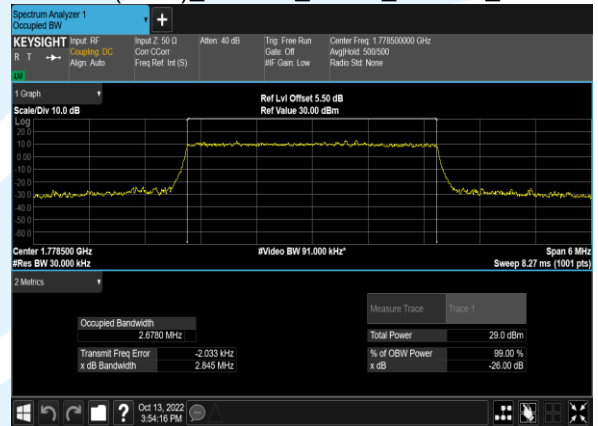 Spectrum Analyzer 1
Occupied BW
KEYSIGHT Input: RF Input Z: 50 Ω Atten: 40 dB Trig: Free Run Center Freq: 1.778500000 GHz
R T Coupling: DC Corr CCorr Gate: Off Avg|Hold: 500/500
Align: Auto Freq Ref: Int (S) #IF Gain: Low Radio Std: None
LU
1 Graph
Ref Lvl Offset 5.50 dB
Scale/Div 10.0 dB Ref Value 30.00 dBm
Log
20.0
10.0
0.00
-10.0
-20.0
-30.0
-40.0
-50.0
-60.0
Center 1.778500 GHz #Video BW 91.000 kHz* Span 6 MHz
#Res BW 30.000 kHz Sweep 8.27 ms (1001 pts)
2 Metrics
Measure Trace Trace 1
Occupied Bandwidth
2.6780 MHz Total Power 29.0 dBm
Transmit Freq Error -2.033 kHz % of OBW Power 99.00 %
x dB Bandwidth 2.845 MHz x dB -26.00 dB
? Oct 13, 2022
3:54:16 PM